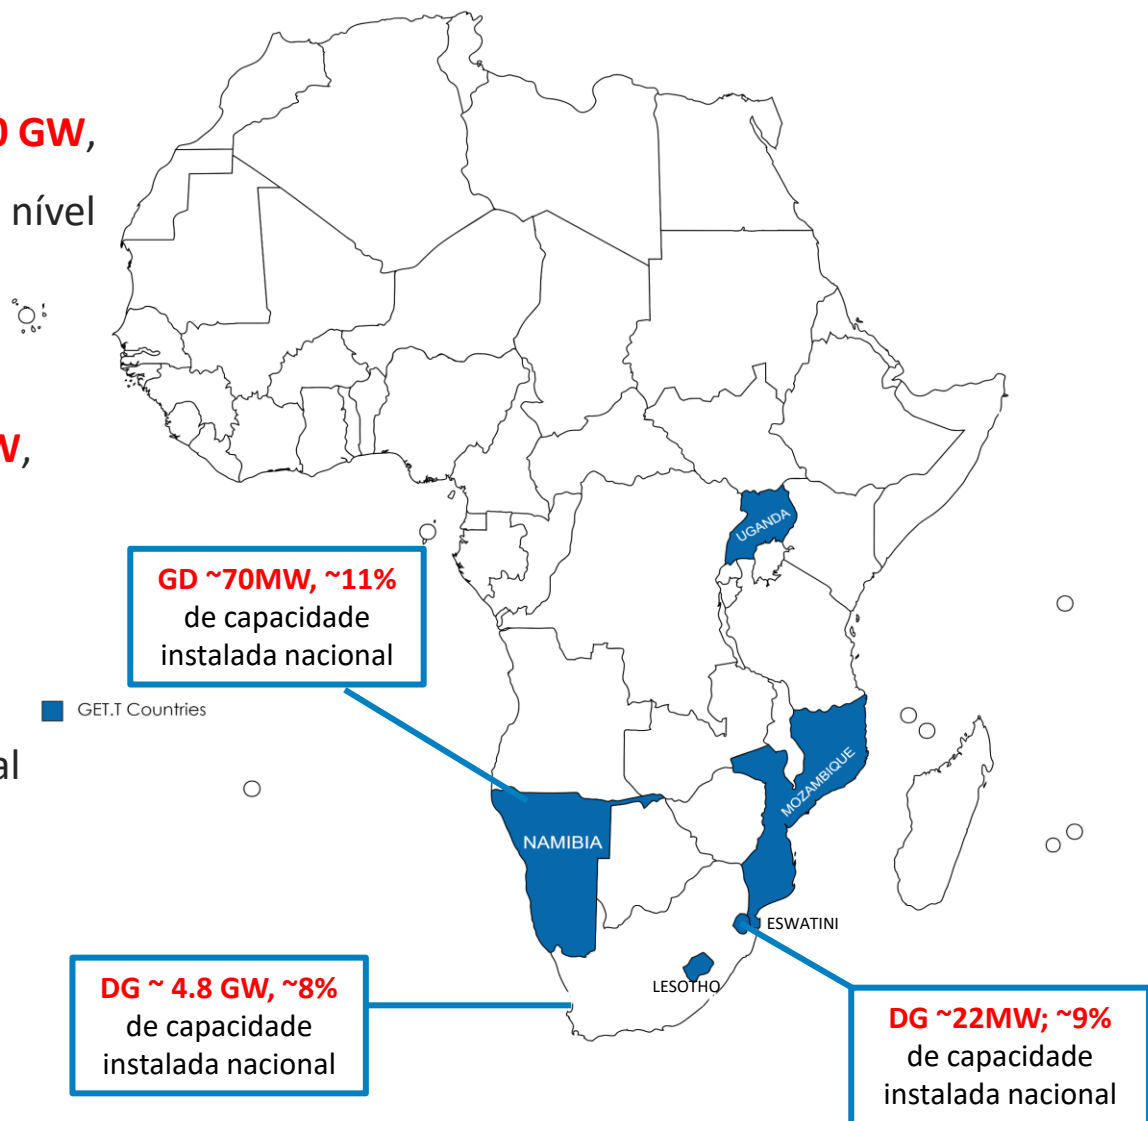 0 GW,
nível
W,
UGANDA
GD ~70MW, ~11%
de capacidade
instalada nacional
GET.T Countries
al
MOZAMBIQUE
NAMIBIA
ESWATINI
LESOTHO
DG ~ 4.8 GW, ~8%
de capacidade
instalada nacional
DG ~22MW; ~9%
de capacidade
instalada nacional